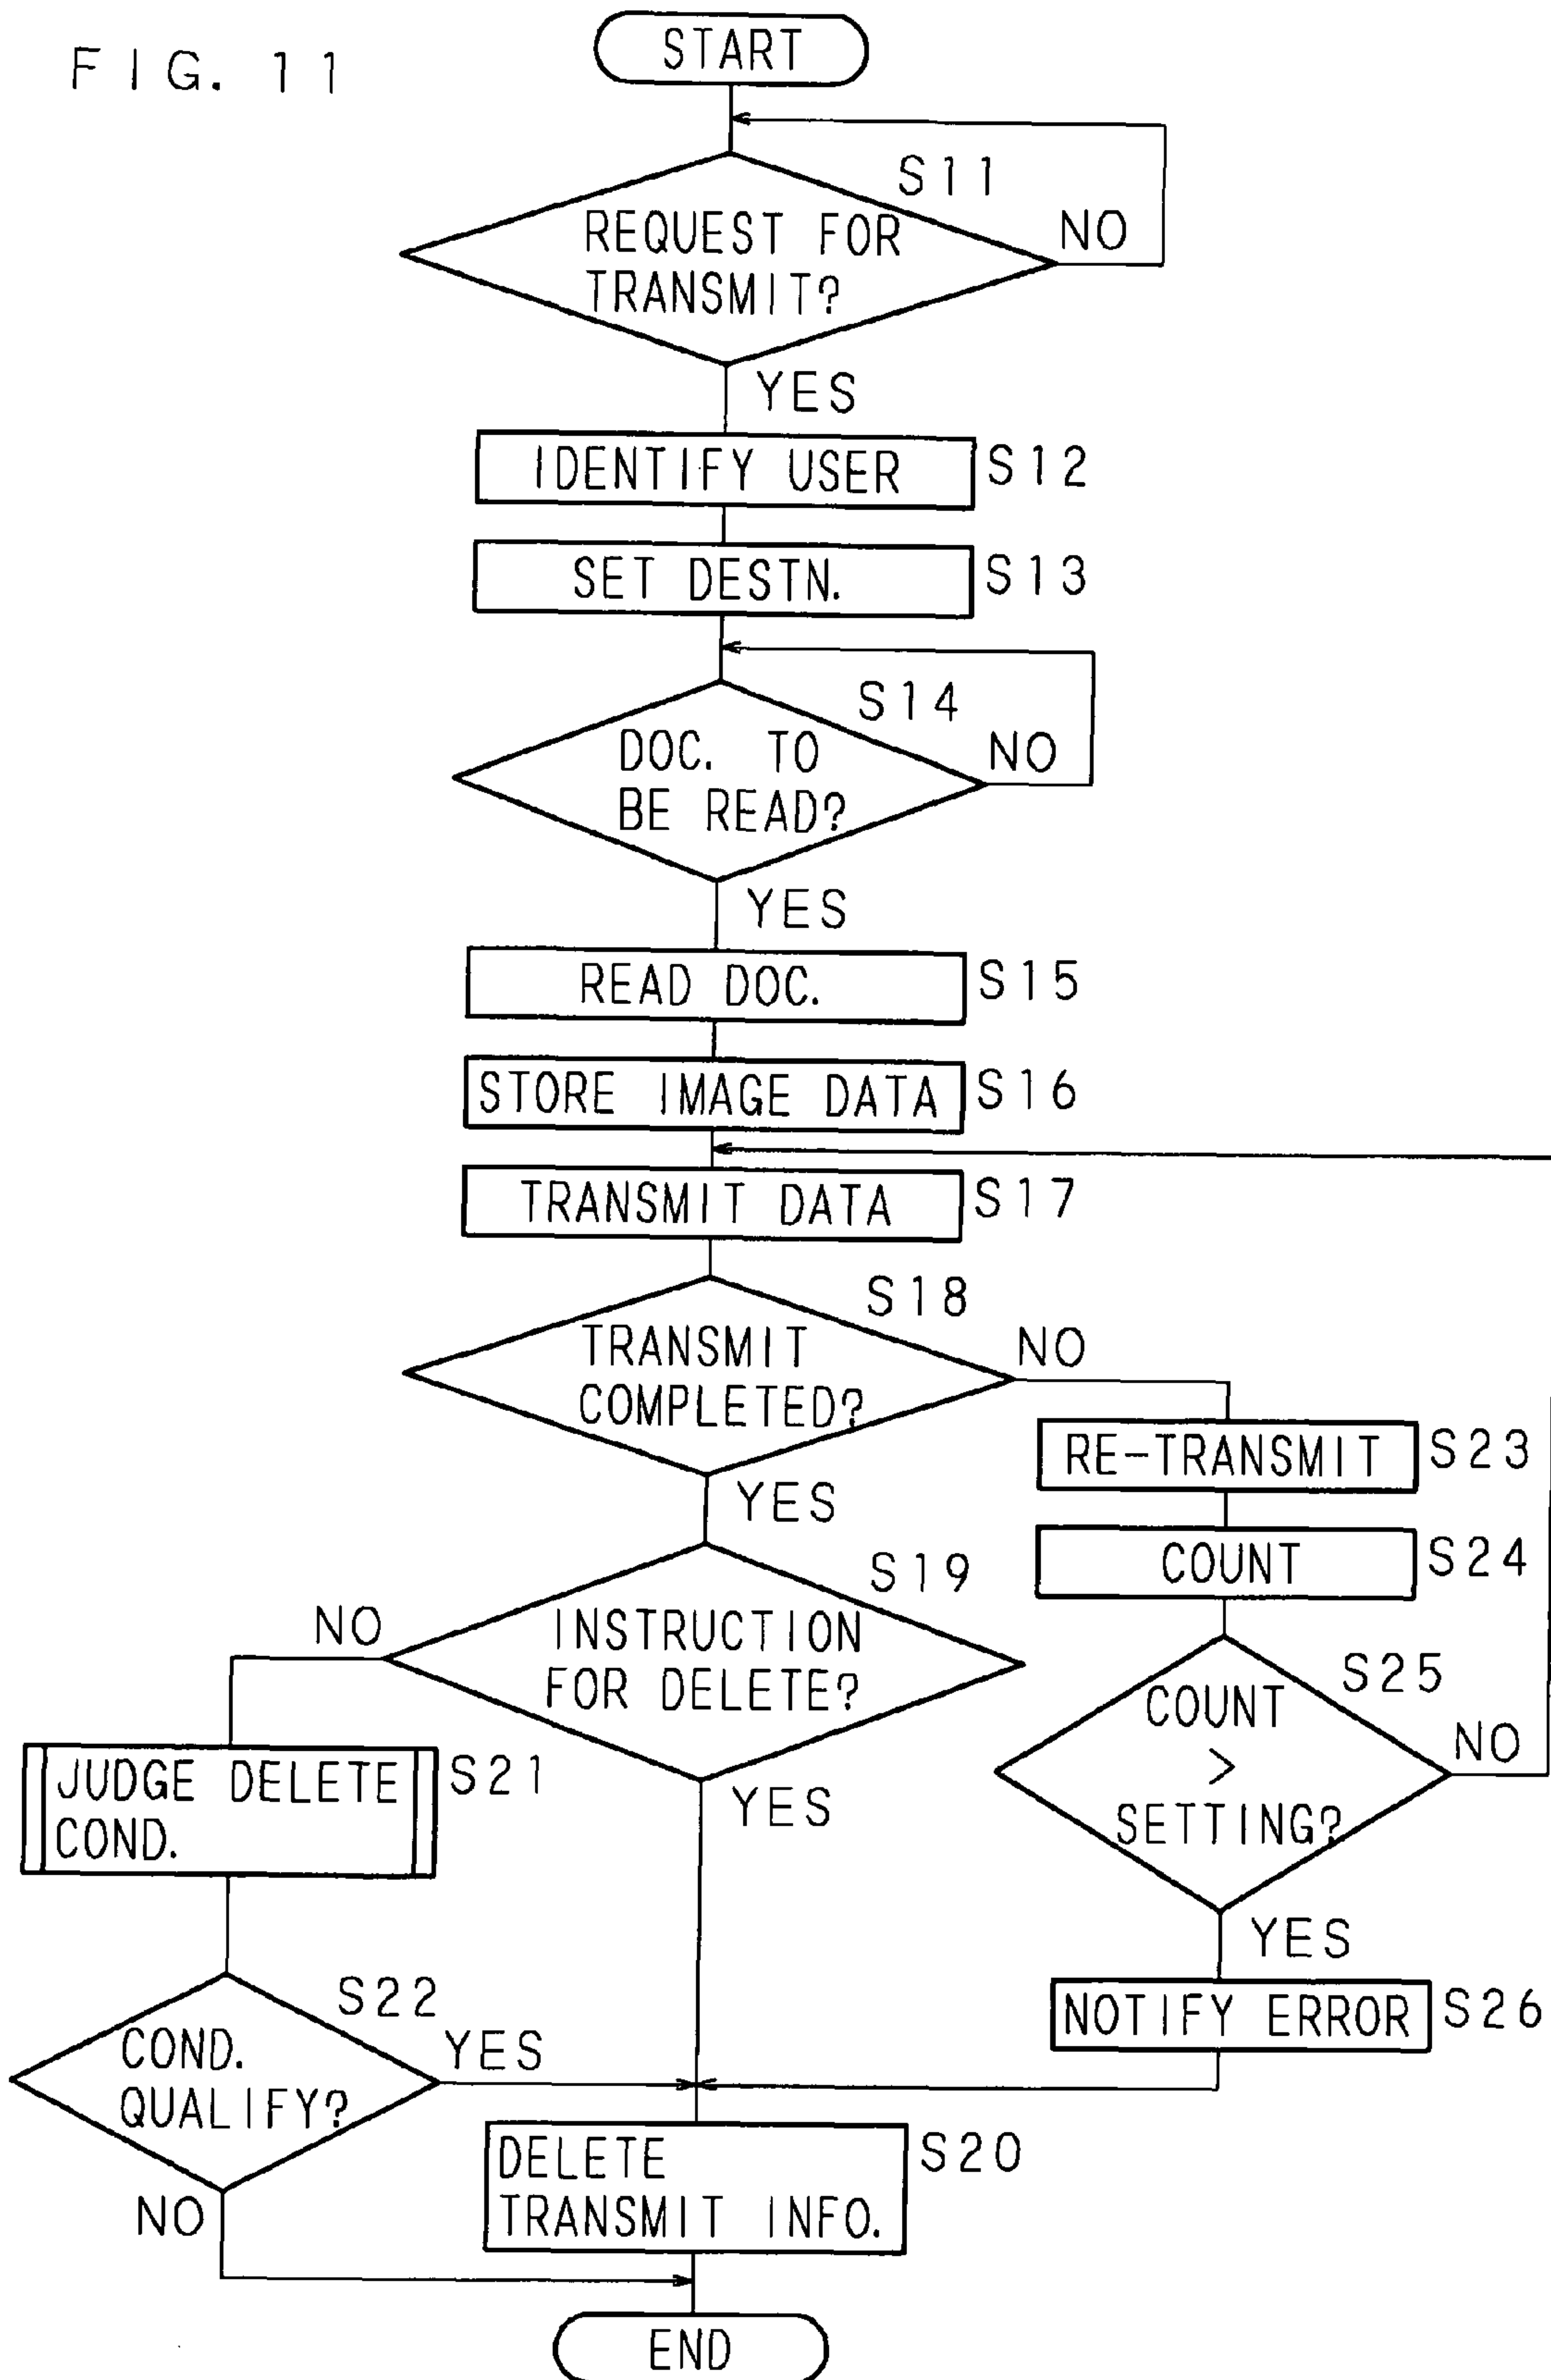 FIG. 11
START
S11
REQUEST FOR
TRANSMIT?
NO
YES
IDENTIFY USER
S12
SET DESTN.
S13
S14
DOC. TO
BE READ?
NO
YES
READ DOC.
S15
STORE IMAGE DATA
S16
TRANSMIT DATA
S17
S18
TRANSMIT
COMPLETED?
NO
YES
RE-TRANSMIT
S23
COUNT
S24
S19
INSTRUCTION
FOR DELETE?
NO
YES
S25
COUNT
>
SETTING?
NO
YES
JUDGE DELETE
COND.
S21
S22
COND.
QUALIFY?
YES
NO
NOTIFY ERROR
S26
DELETE
TRANSMIT INFO.
S20
END